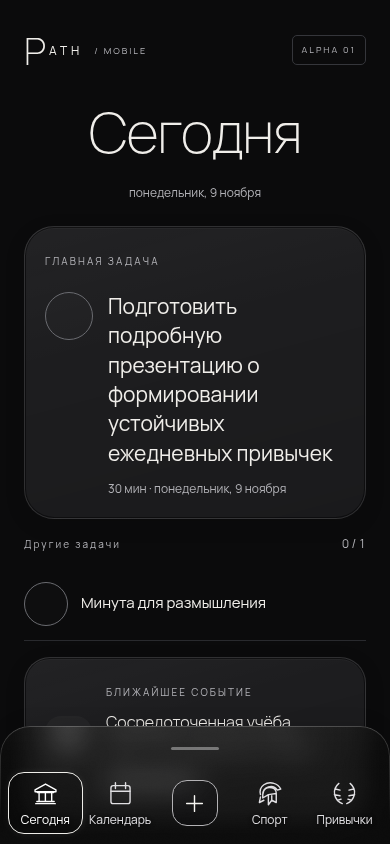 PATH / MOBILE ALPHA 01
Сегодня
понедельник, 9 ноября
ГЛАВНАЯ ЗАДАЧА
Подготовить
подробную
презентацию о
формировании
устойчивых
ежедневных привычек
30 мин · понедельник, 9 ноября
Другие задачи 0 / 1
Минута для размышления
БЛИЖАЙШЕЕ СОБЫТИЕ
Сосредоточенная учёба
Сегодня Календарь Спорт Привычки